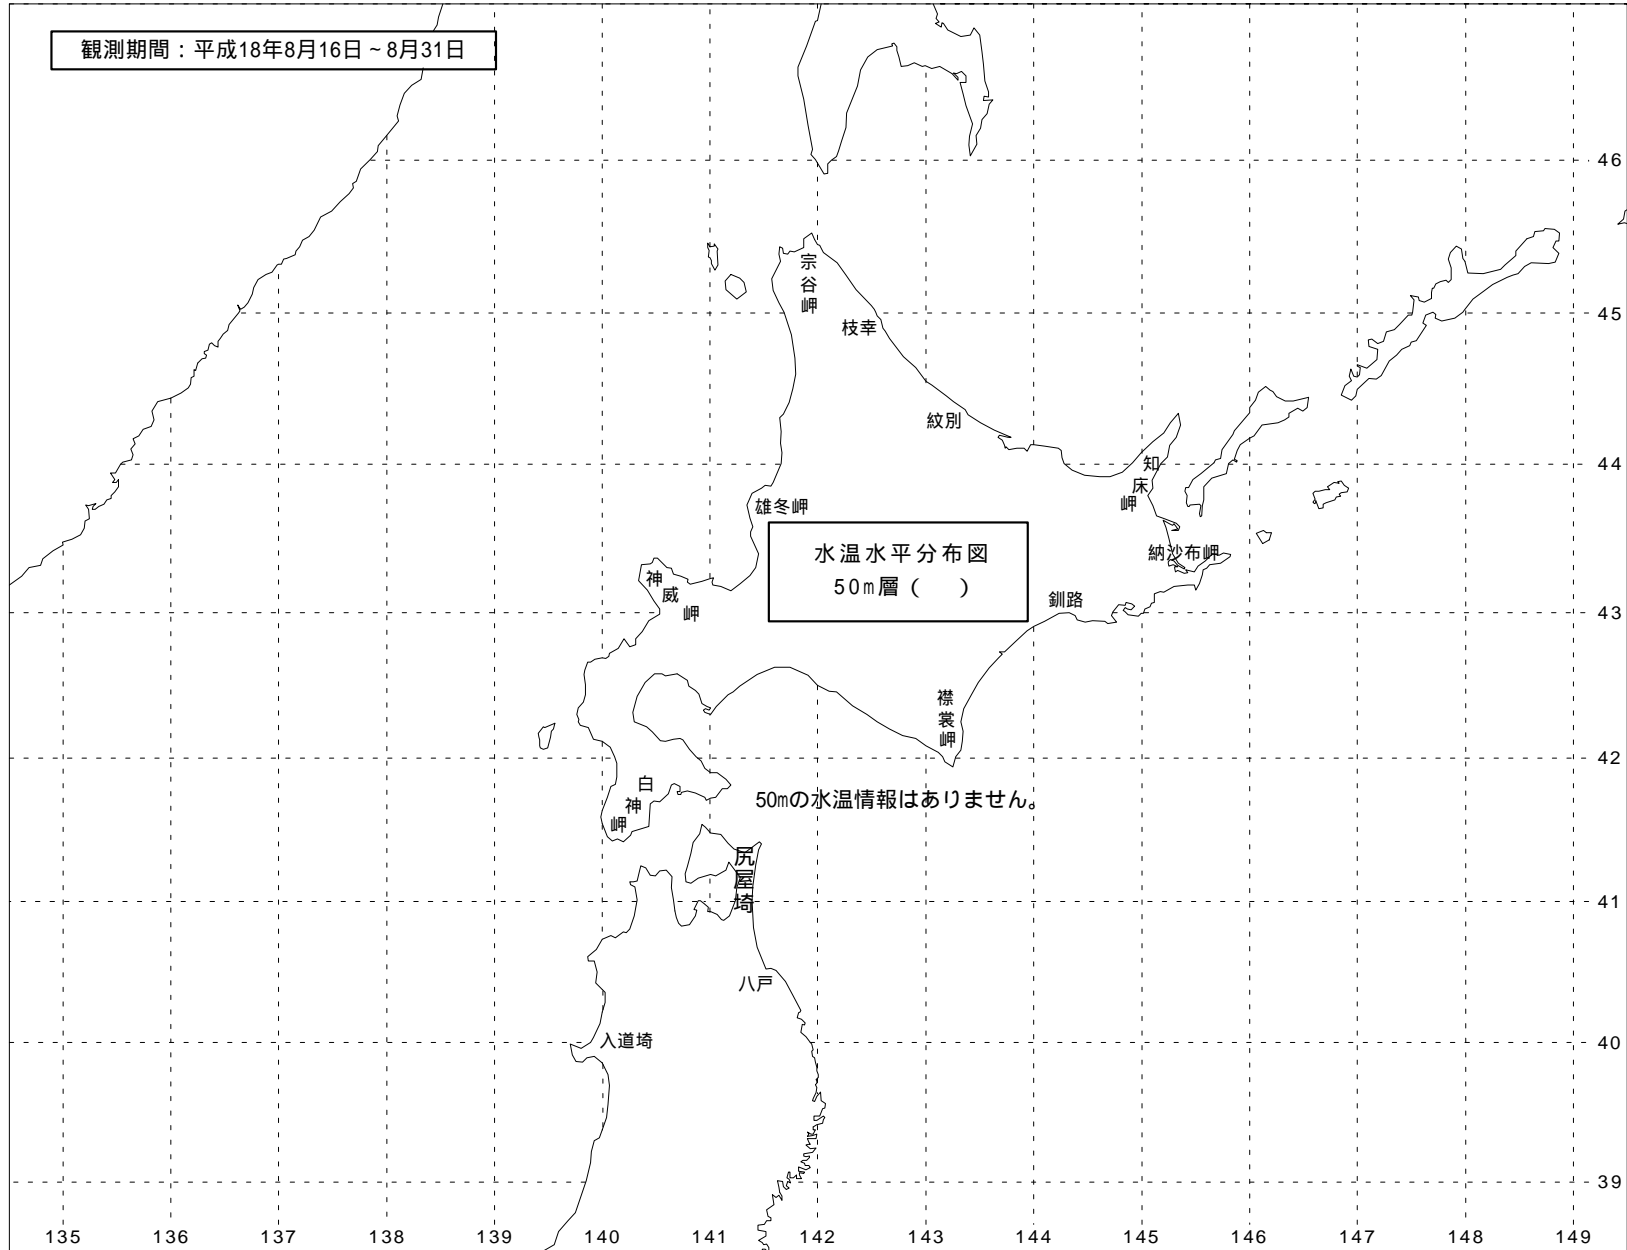 観測期間：平成18年8月16日～8月31日
46
宗谷岬
45
枝幸
紋別
44
知床岬
雄冬岬
水温水平分布図
50m層（　）
納沙布岬
神威岬
釧路
43
襟裳岬
42
白神岬
50mの水温情報はありません。
尻屋埼
41
八戸
入道埼
40
39
135 136 137 138 139 140 141 142 143 144 145 146 147 148 149